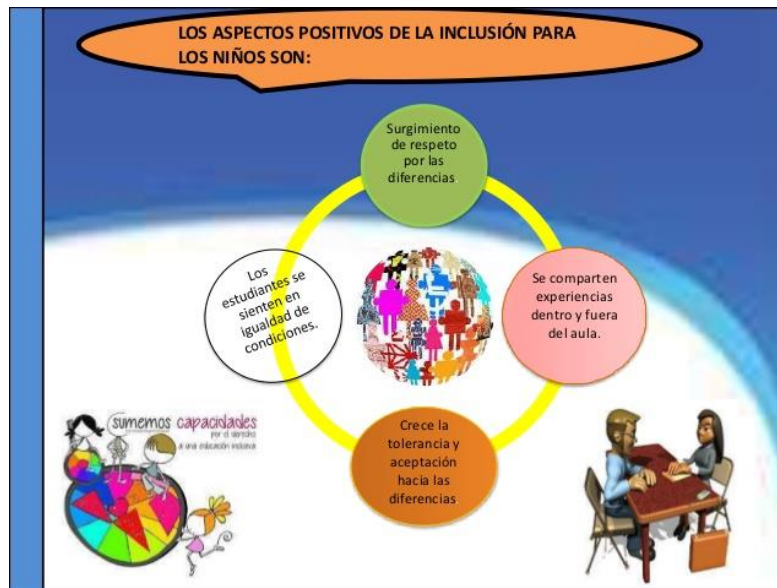 LOS ASPECTOS POSITIVOS DE LA INCLUSIÓN PARA
LOS NIÑOS SON:
Surgimiento
de respeto
por las
diferencias.
Se comparten
experiencias
dentro y fuera
del aula.
Crece la
tolerancia y
aceptación
hacia las
diferencias
Los
estudiantes se
sienten en
igualdad de
condiciones.
sumemos capacidades
por el derecho
a una educación inclusiva